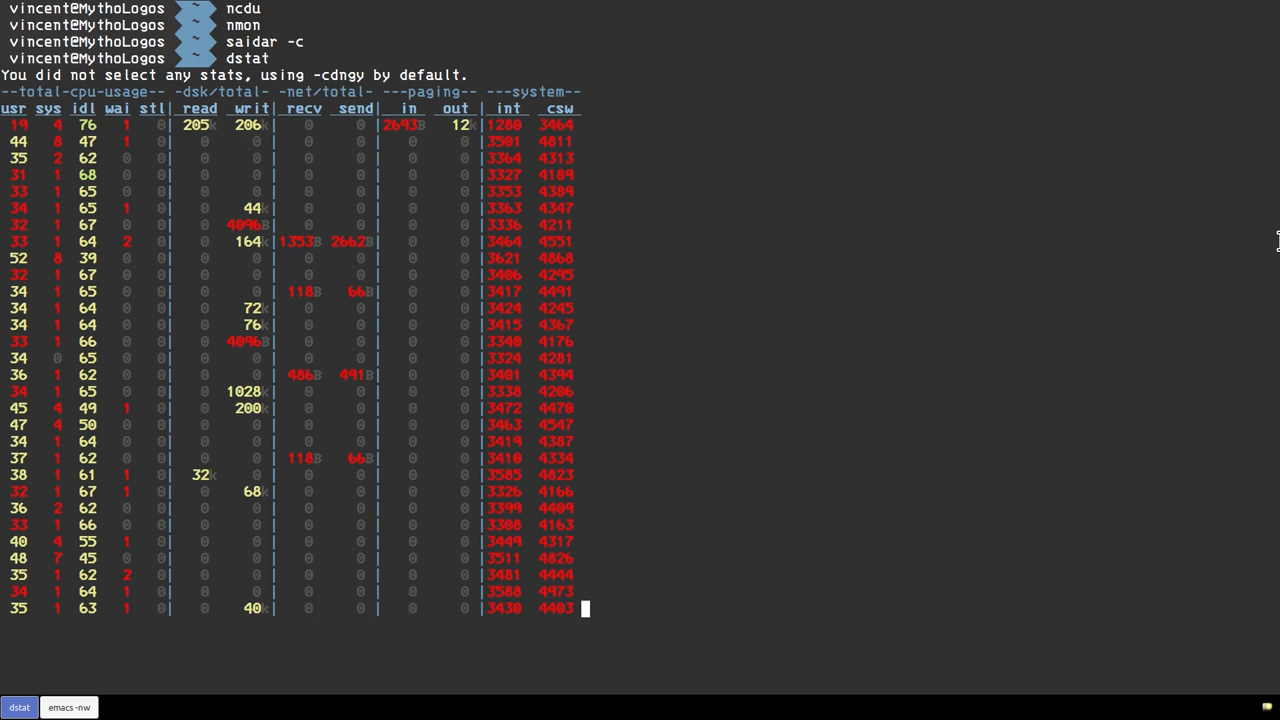 vincent@MythoLogos ~ ncdu
vincent@MythoLogos ~ nmon
vincent@MythoLogos ~ saidar -c
vincent@MythoLogos ~ dstat
You did not select any stats, using -cdngy by default.
--total-cpu-usage-- -dsk/total- -net/total- ---paging-- ---system--
usr sys idl wai stl| read writ| recv send| in out | int csw
19 4 76 1 0| 205k 206k| 0 0 |2693B 12k|1280 3464
44 8 47 1 0| 0 0 | 0 0 | 0 0 |3501 4811
35 2 62 0 0| 0 0 | 0 0 | 0 0 |3364 4313
31 1 68 0 0| 0 0 | 0 0 | 0 0 |3327 4189
33 1 65 0 0| 0 0 | 0 0 | 0 0 |3353 4389
34 1 65 1 0| 0 44k| 0 0 | 0 0 |3363 4347
32 1 67 0 0| 0 4096B| 0 0 | 0 0 |3336 4211
33 1 64 2 0| 0 164k|1353B 2662B| 0 0 |3464 4551
52 8 39 0 0| 0 0 | 0 0 | 0 0 |3621 4868
32 1 67 0 0| 0 0 | 0 0 | 0 0 |3406 4295
34 1 65 0 0| 0 0 | 118B 66B| 0 0 |3417 4491
34 1 64 0 0| 0 72k| 0 0 | 0 0 |3424 4245
34 1 64 0 0| 0 76k| 0 0 | 0 0 |3415 4367
33 1 66 0 0| 0 4096B| 0 0 | 0 0 |3340 4176
34 0 65 0 0| 0 0 | 0 0 | 0 0 |3324 4281
36 1 62 0 0| 0 0 | 486B 491B| 0 0 |3401 4394
34 1 65 0 0| 0 1028k| 0 0 | 0 0 |3338 4206
45 4 49 1 0| 0 200k| 0 0 | 0 0 |3472 4470
47 4 50 0 0| 0 0 | 0 0 | 0 0 |3463 4547
34 1 64 0 0| 0 0 | 0 0 | 0 0 |3419 4387
37 1 62 0 0| 0 0 | 118B 66B| 0 0 |3410 4334
38 1 61 1 0| 32k 0 | 0 0 | 0 0 |3585 4823
32 1 67 1 0| 0 68k| 0 0 | 0 0 |3326 4166
36 2 62 0 0| 0 0 | 0 0 | 0 0 |3399 4409
33 1 66 0 0| 0 0 | 0 0 | 0 0 |3308 4163
40 4 55 1 0| 0 0 | 0 0 | 0 0 |3449 4317
48 7 45 0 0| 0 0 | 0 0 | 0 0 |3511 4826
35 1 62 2 0| 0 0 | 0 0 | 0 0 |3481 4444
34 1 64 1 0| 0 0 | 0 0 | 0 0 |3588 4973
35 1 63 1 0| 0 40k| 0 0 | 0 0 |3430 4403
dstat emacs -nw